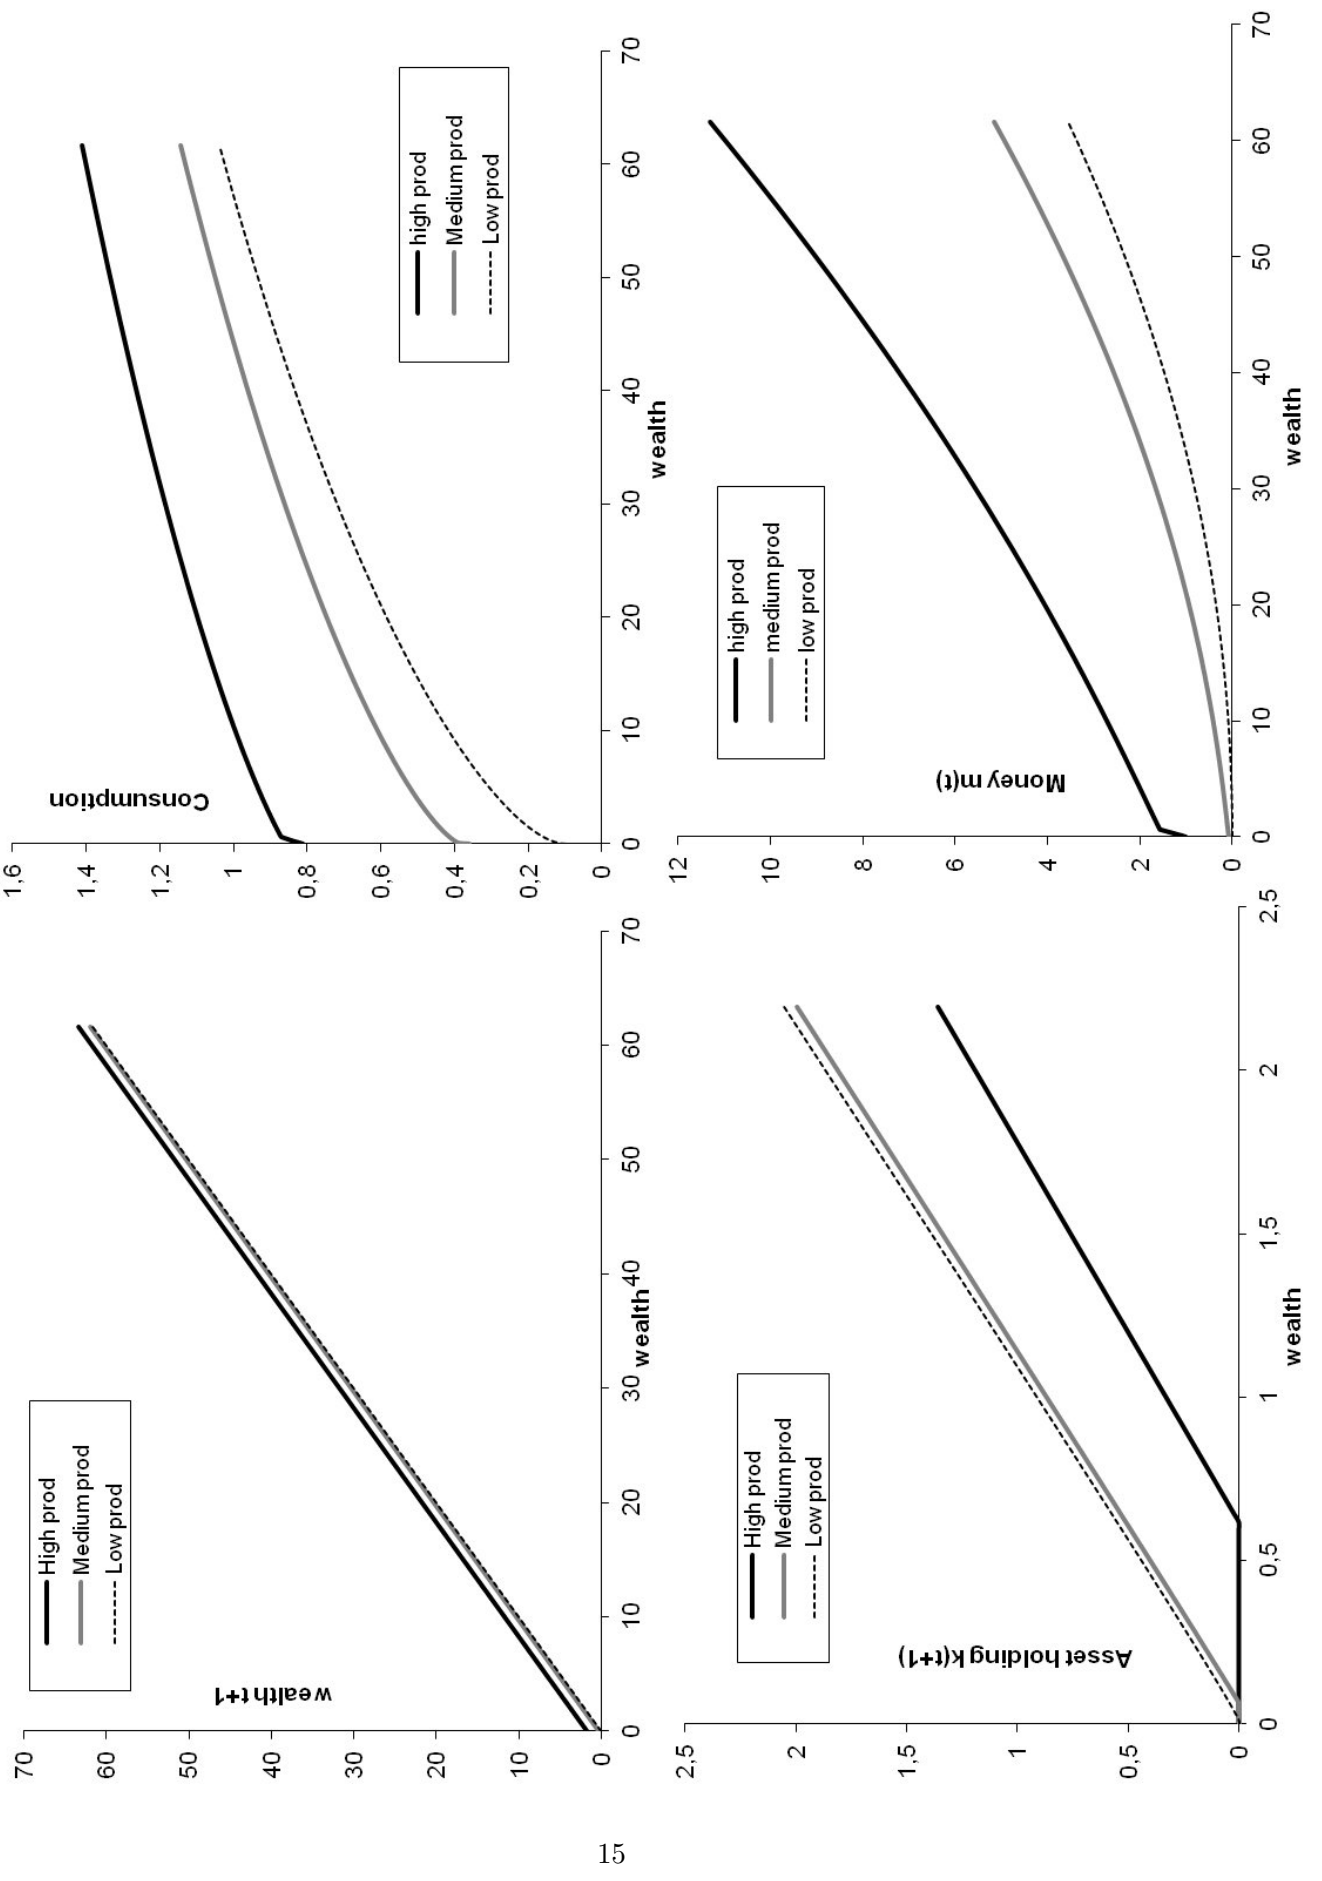 wealth t+1
70
60
50
40
30
20
10
0
High prod
Medium prod
Low prod
0 10 20 30 40 50 60 70
wealth
Consumption
1,6
1,4
1,2
1
0,8
0,6
0,4
0,2
0
high prod
Medium prod
Low prod
0 10 20 30 40 50 60 70
wealth
Asset holding k(t+1)
2,5
2
1,5
1
0,5
0
High prod
Medium prod
Low prod
0 0,5 1 1,5 2 2,5
wealth
Money m(t)
12
10
8
6
4
2
0
high prod
medium prod
low prod
0 10 20 30 40 50 60 70
wealth
15